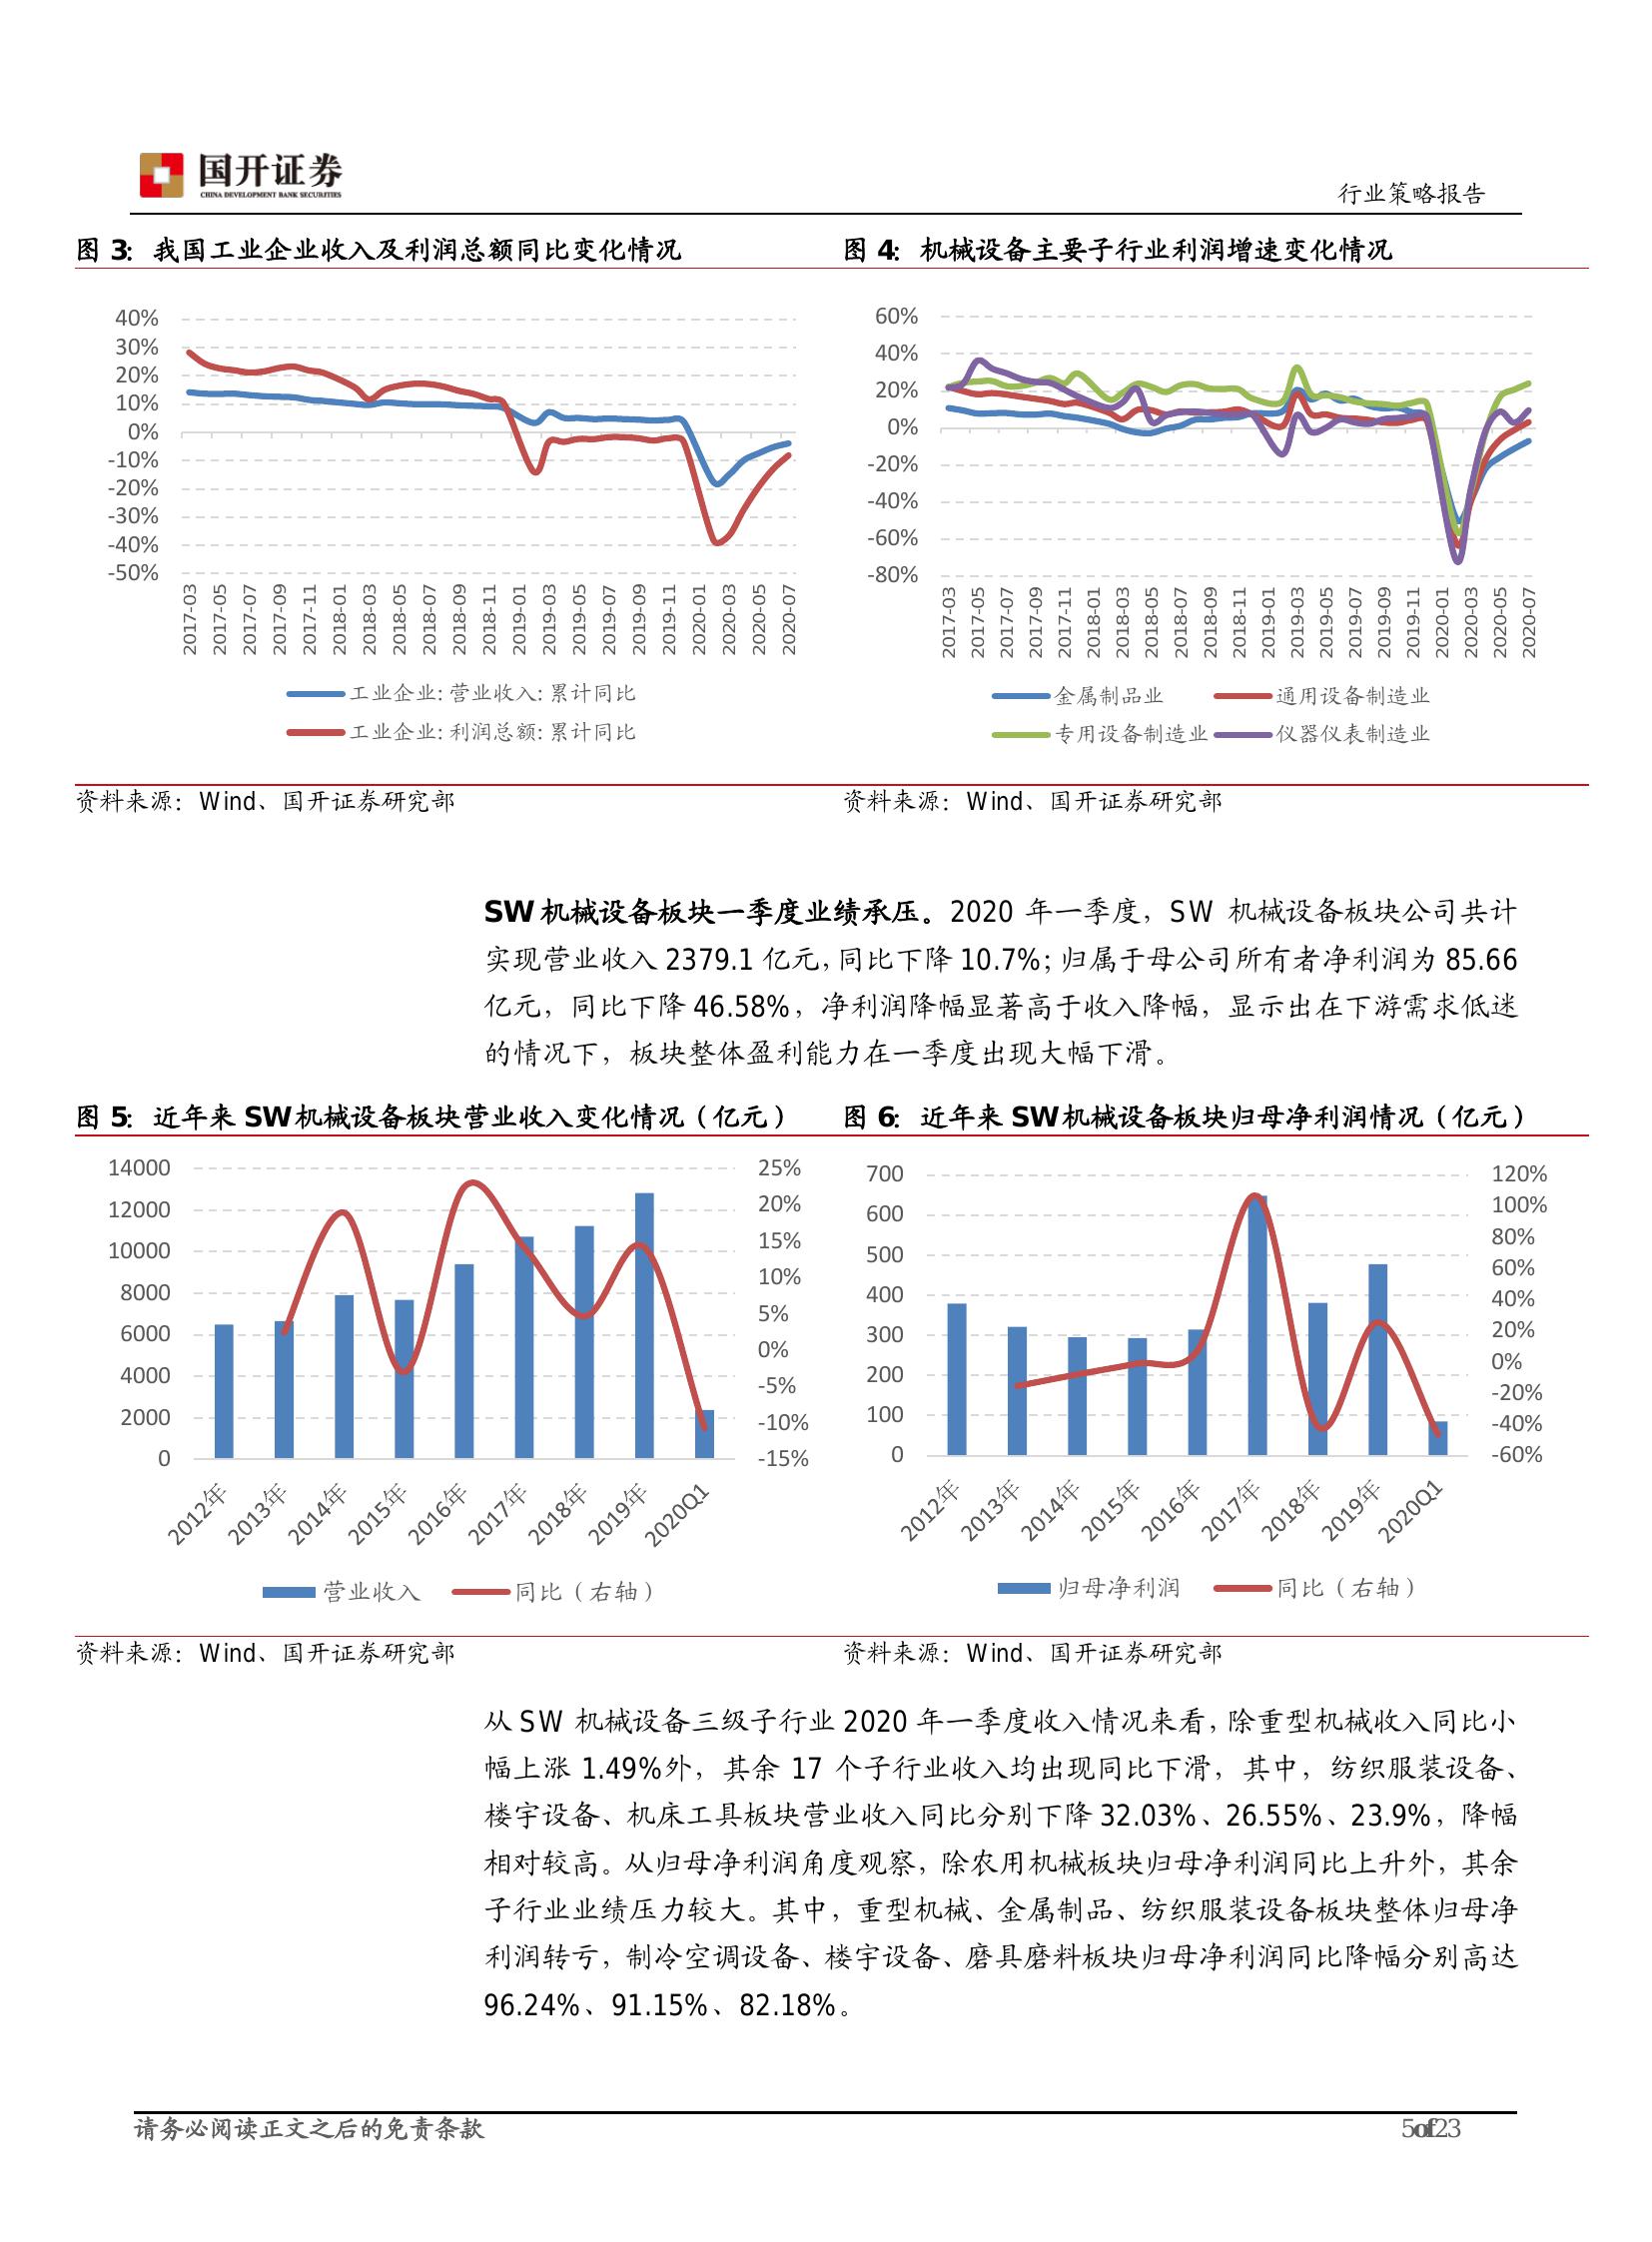 国开证券
CHINA DEVELOPMENT BANK SECURITIES
行业策略报告
图 3：我国工业企业收入及利润总额同比变化情况
40%
30%
20%
10%
0%
-10%
-20%
-30%
-40%
-50%
2017-03
2017-05
2017-07
2017-09
2017-11
2018-01
2018-03
2018-05
2018-07
2018-09
2018-11
2019-01
2019-03
2019-05
2019-07
2019-09
2019-11
2020-01
2020-03
2020-05
2020-07
工业企业:营业收入:累计同比
工业企业:利润总额:累计同比
资料来源：Wind、国开证券研究部
图 4：机械设备主要子行业利润增速变化情况
60%
40%
20%
0%
-20%
-40%
-60%
-80%
2017-03
2017-05
2017-07
2017-09
2017-11
2018-01
2018-03
2018-05
2018-07
2018-09
2018-11
2019-01
2019-03
2019-05
2019-07
2019-09
2019-11
2020-01
2020-03
2020-05
2020-07
金属制品业
通用设备制造业
专用设备制造业
仪器仪表制造业
资料来源：Wind、国开证券研究部
SW 机械设备板块一季度业绩承压。2020 年一季度，SW 机械设备板块公司共计
实现营业收入 2379.1 亿元，同比下降 10.7%；归属于母公司所有者净利润为 85.66
亿元，同比下降 46.58%，净利润降幅显著高于收入降幅，显示出在下游需求低迷
的情况下，板块整体盈利能力在一季度出现大幅下滑。
图 5：近年来 SW 机械设备板块营业收入变化情况（亿元）
14000
12000
10000
8000
6000
4000
2000
0
25%
20%
15%
10%
5%
0%
-5%
-10%
-15%
2012年
2013年
2014年
2015年
2016年
2017年
2018年
2019年
2020Q1
营业收入
同比（右轴）
资料来源：Wind、国开证券研究部
图 6：近年来 SW 机械设备板块归母净利润情况（亿元）
700
600
500
400
300
200
100
0
120%
100%
80%
60%
40%
20%
0%
-20%
-40%
-60%
2012年
2013年
2014年
2015年
2016年
2017年
2018年
2019年
2020Q1
归母净利润
同比（右轴）
资料来源：Wind、国开证券研究部
从 SW 机械设备三级子行业 2020 年一季度收入情况来看，除重型机械收入同比小
幅上涨 1.49%外，其余 17 个子行业收入均出现同比下滑，其中，纺织服装设备、
楼宇设备、机床工具板块营业收入同比分别下降 32.03%、26.55%、23.9%，降幅
相对较高。从归母净利润角度观察，除农用机械板块归母净利润同比上升外，其余
子行业业绩压力较大。其中，重型机械、金属制品、纺织服装设备板块整体归母净
利润转亏，制冷空调设备、楼宇设备、磨具磨料板块归母净利润同比降幅分别高达
96.24%、91.15%、82.18%。
请务必阅读正文之后的免责条款
5of23